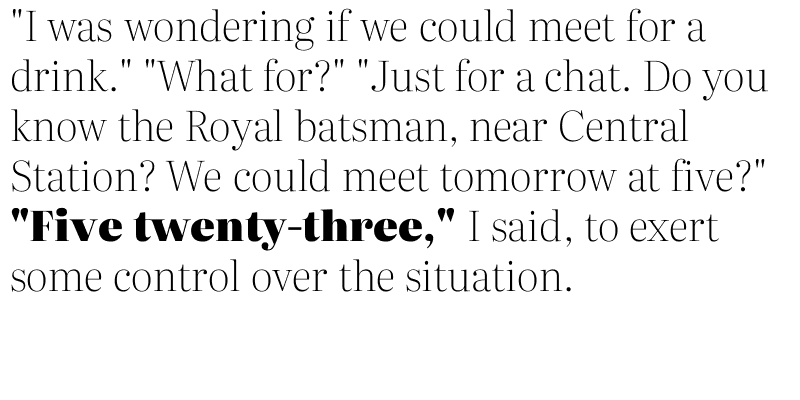 "I was wondering if we could meet for a
drink." "What for?" "Just for a chat. Do you
know the Royal batsman, near Central
Station? We could meet tomorrow at five?"
"Five twenty-three," I said, to exert
some control over the situation.